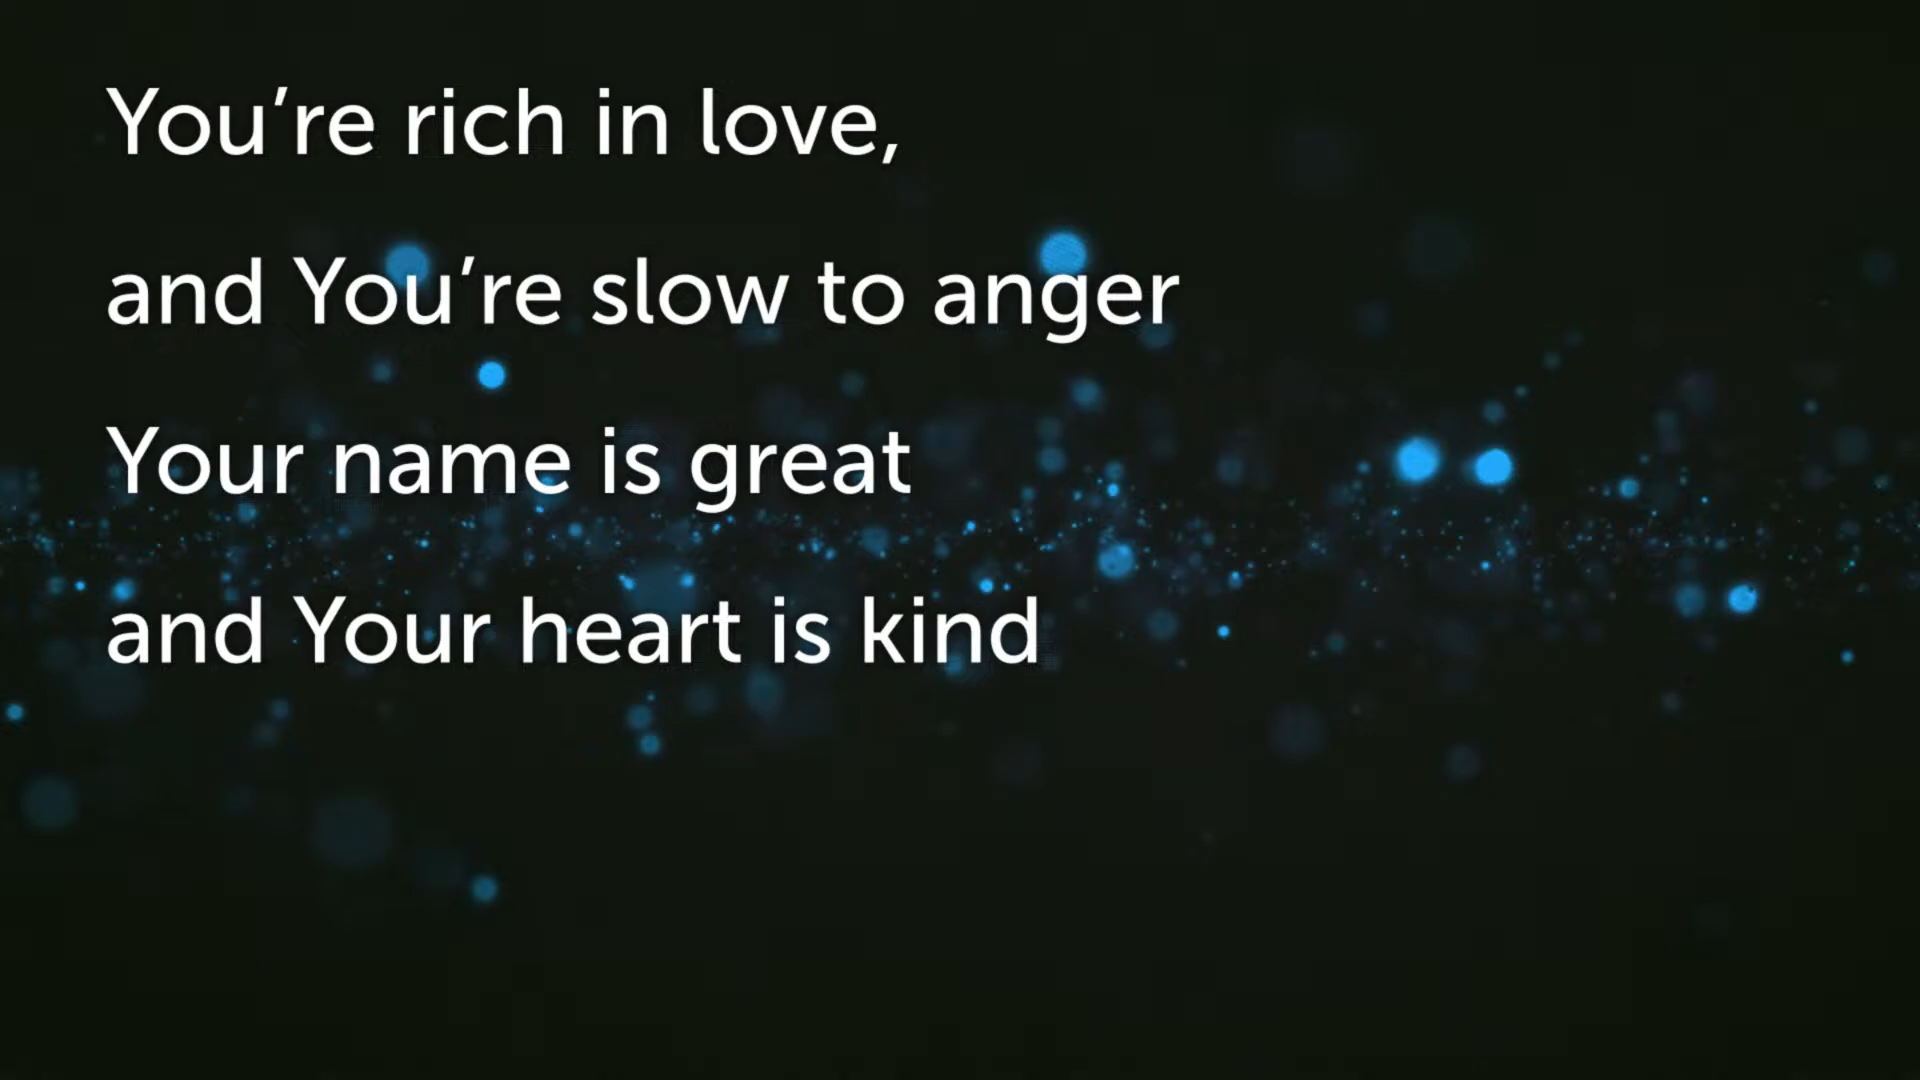 You’re rich in love,
and You’re slow to anger
Your name is great
and Your heart is kind